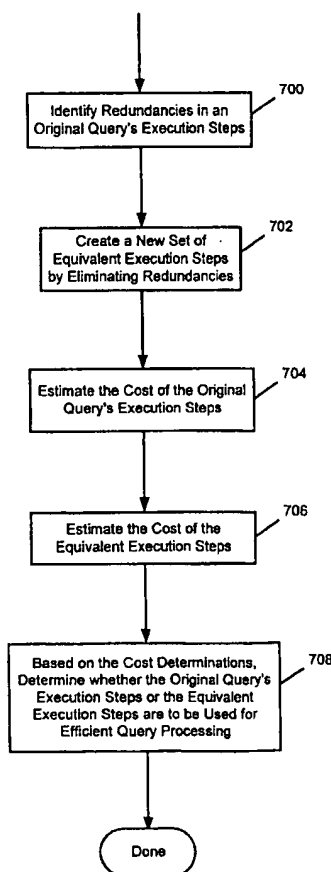 700
Identify Redundancies in an
Original Query's Execution Steps
702
Create a New Set of
Equivalent Execution Steps
by Eliminating Redundancies
704
Estimate the Cost of the Original
Query's Execution Steps
706
Estimate the Cost of the
Equivalent Execution Steps
708
Based on the Cost Determinations,
Determine whether the Original Query's
Execution Steps or the Equivalent
Execution Steps are to be Used for
Efficient Query Processing
Done